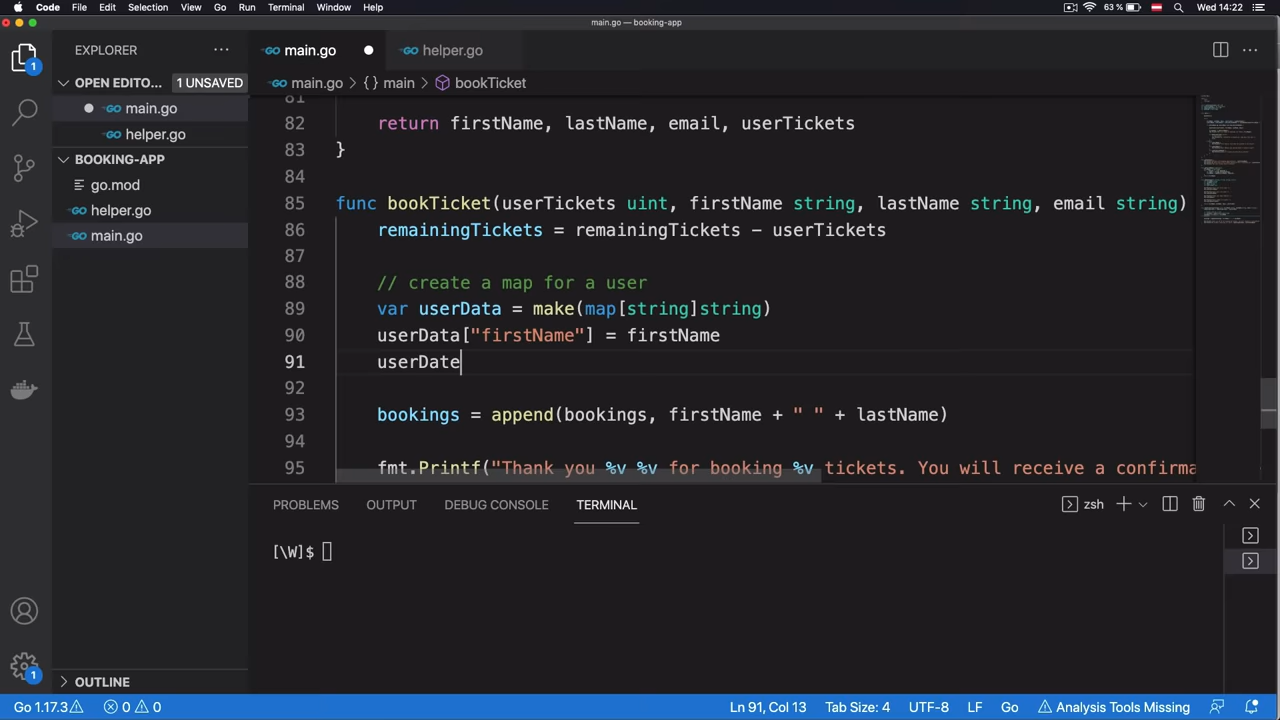 Code File Edit Selection View Go Run Terminal Window Help 63 % Wed 14:22
main.go — booking-app
EXPLORER ...
main.go helper.go
OPEN EDITO... 1 UNSAVED
main.go > {} main > bookTicket
main.go
helper.go
BOOKING-APP
go.mod
helper.go
main.go
81
82 return firstName, lastName, email, userTickets
83 }
84
85 func bookTicket(userTickets uint, firstName string, lastName string, email string)
86 remainingTickets = remainingTickets - userTickets
87
88 // create a map for a user
89 var userData = make(map[string]string)
90 userData["firstName"] = firstName
91 userDate
92
93 bookings = append(bookings, firstName + " " + lastName)
94
95 fmt.Printf("Thank you %v %v for booking %v tickets. You will receive a confirma
PROBLEMS OUTPUT DEBUG CONSOLE TERMINAL
zsh
[\W]$
1
1
OUTLINE
Go 1.17.3 0 0 Ln 91, Col 13 Tab Size: 4 UTF-8 LF Go Analysis Tools Missing